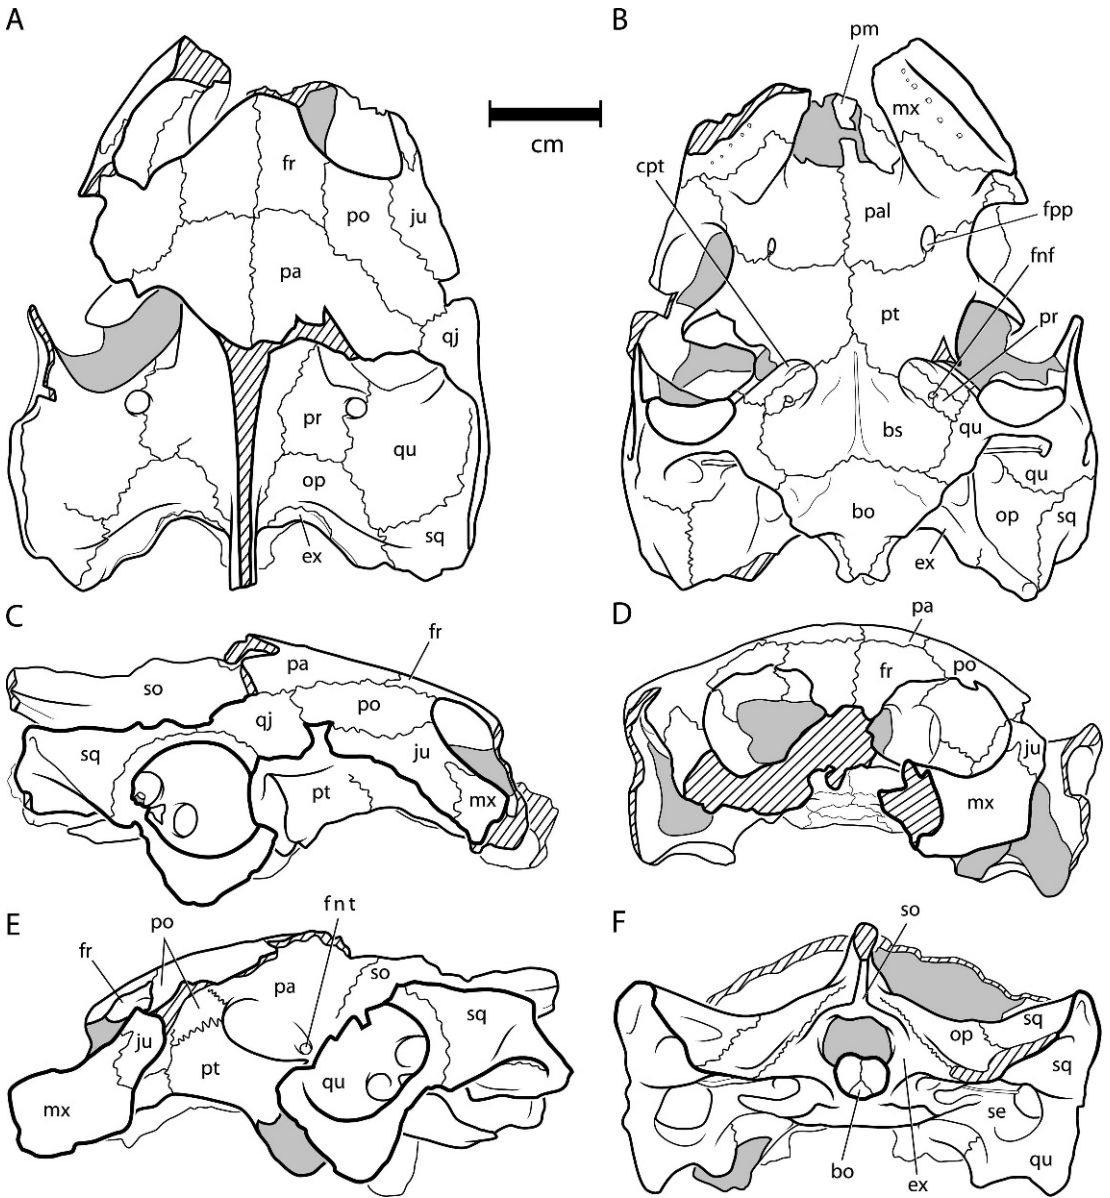 A
B
pm
mx
cm
cpt
fr
po
ju
pal
fpp
fnf
pa
qj
pt
pr
pr
qu
bs
qu
op
qu
sq
bo
op
sq
ex
ex
C
D
pa
fr
pa
so
fr
po
po
qj
sq
ju
ju
pt
mx
mx
E
F
po
fnt
so
fr
pa
so
sq
sq
op
ju
pt
qu
sq
mx
se
qu
bo
ex